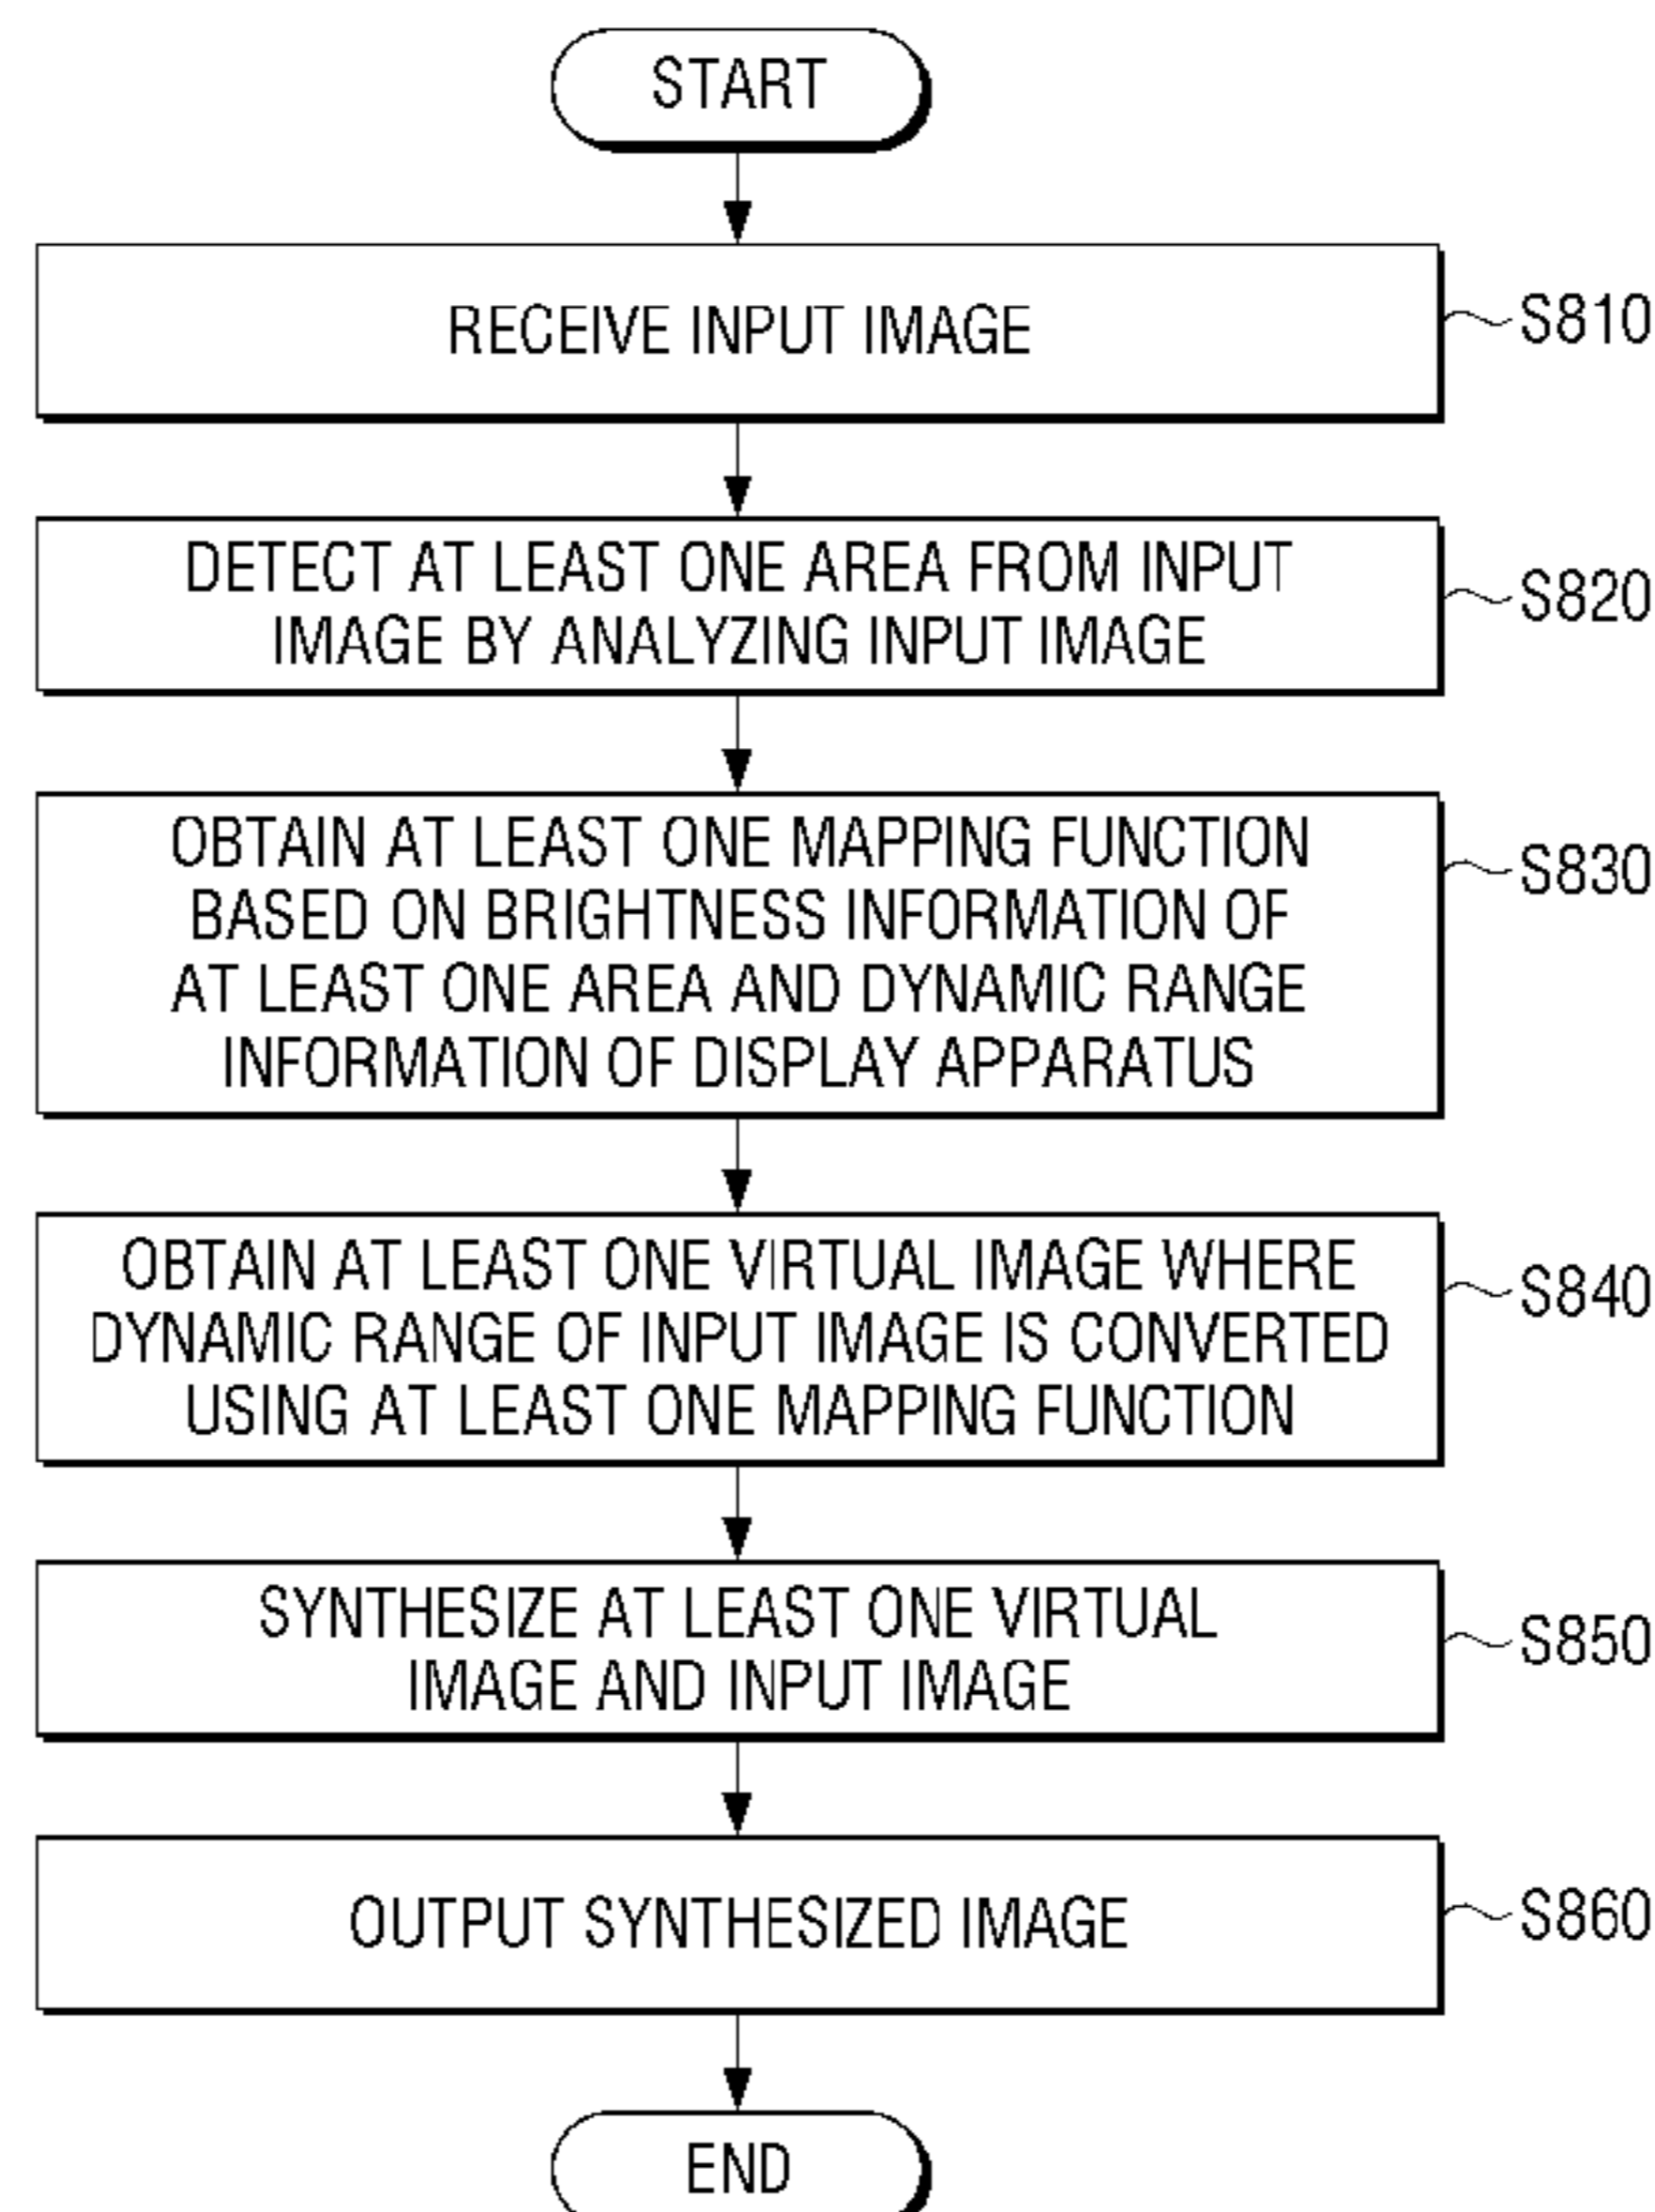 START
RECEIVE INPUT IMAGE
S810
DETECT AT LEAST ONE AREA FROM INPUT
IMAGE BY ANALYZING INPUT IMAGE
S820
OBTAIN AT LEAST ONE MAPPING FUNCTION
BASED ON BRIGHTNESS INFORMATION OF
AT LEAST ONE AREA AND DYNAMIC RANGE
INFORMATION OF DISPLAY APPARATUS
S830
OBTAIN AT LEAST ONE VIRTUAL IMAGE WHERE
DYNAMIC RANGE OF INPUT IMAGE IS CONVERTED
USING AT LEAST ONE MAPPING FUNCTION
S840
SYNTHESIZE AT LEAST ONE VIRTUAL
IMAGE AND INPUT IMAGE
S850
OUTPUT SYNTHESIZED IMAGE
S860
END